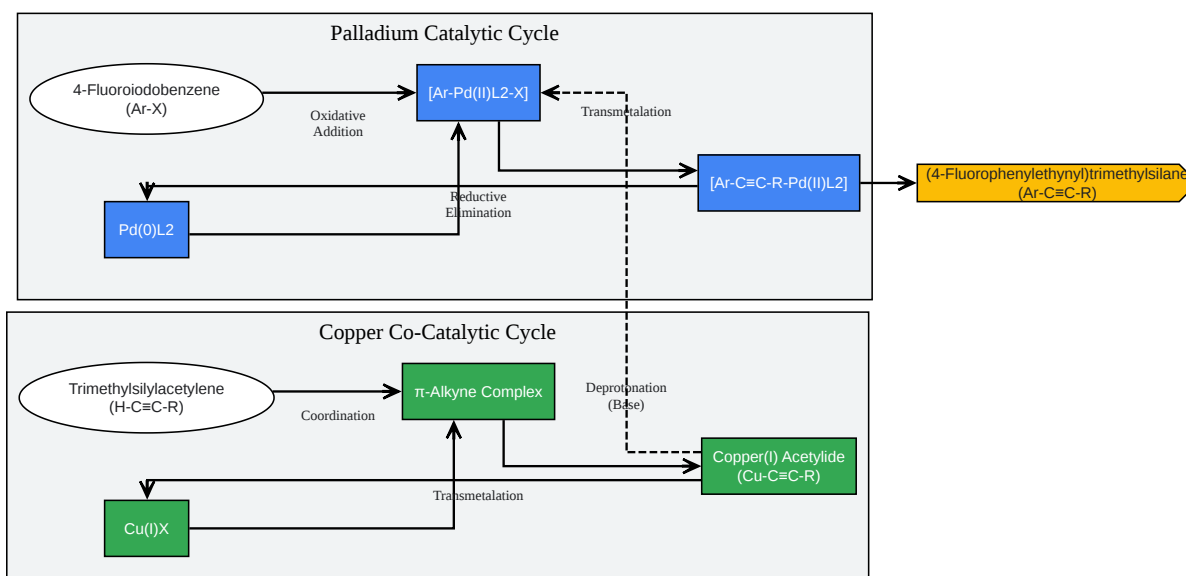 Palladium Catalytic Cycle
4-Fluoroiodobenzene
(Ar-X)
[Ar-Pd(II)L2-X]
Oxidative
Addition
Transmetalation
[Ar-C≡C-R-Pd(II)L2]
(4-Fluorophenylethynyl)trimethylsilane
(Ar-C≡C-R)
Reductive
Elimination
Pd(0)L2
Copper Co-Catalytic Cycle
Trimethylsilylacetylene
(H-C≡C-R)
π-Alkyne Complex
Coordination
Deprotonation
(Base)
Copper(I) Acetylide
(Cu-C≡C-R)
Transmetalation
Cu(I)X